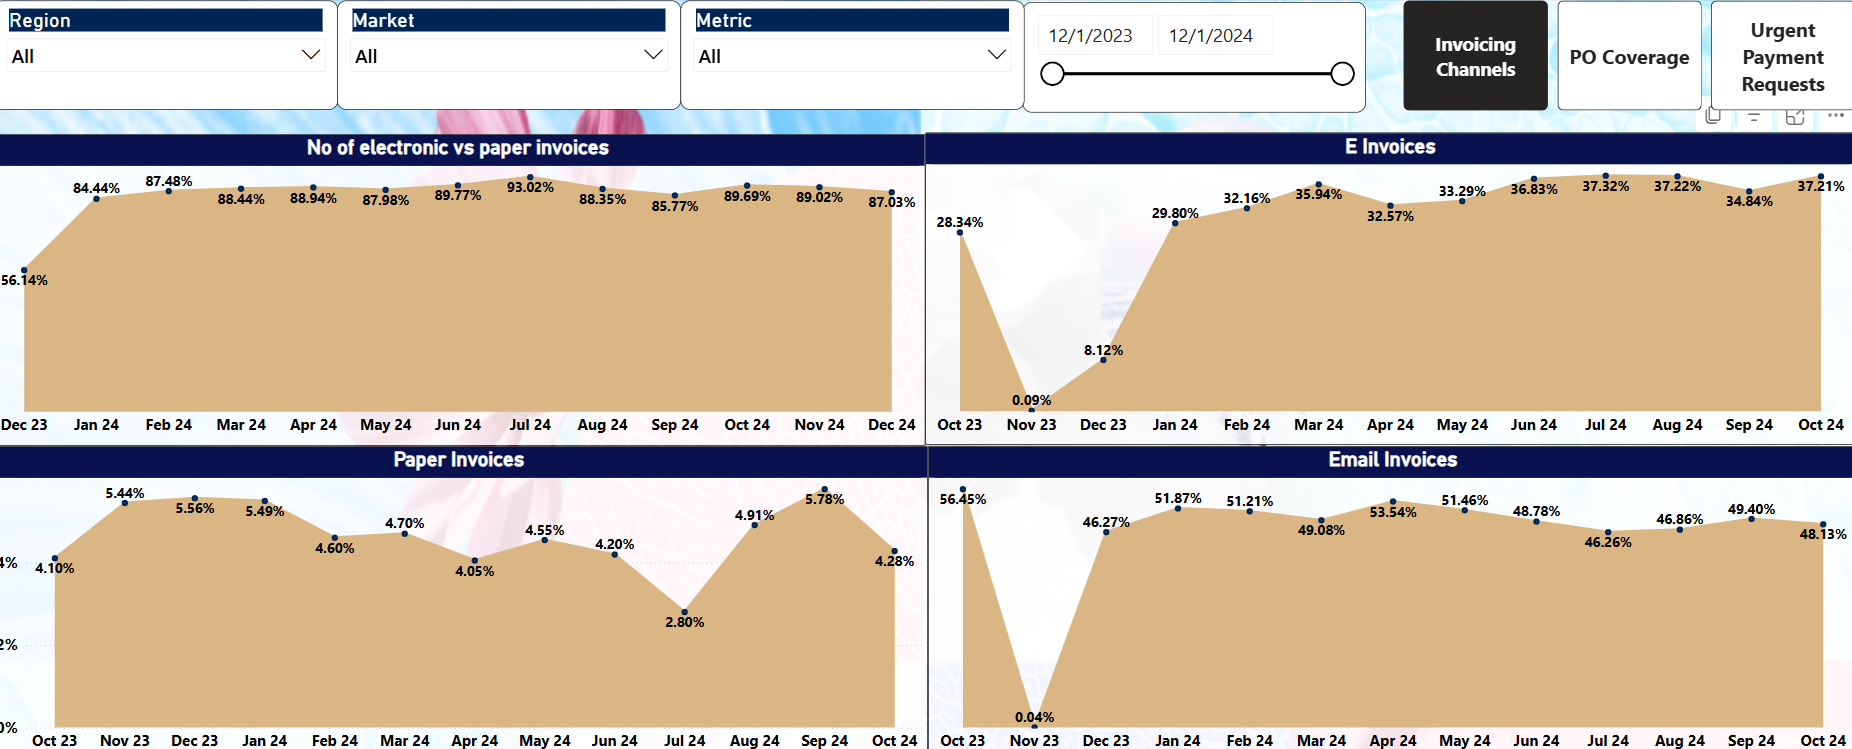 Region
All
Market
All
Metric
All
12/1/2023 12/1/2024
Invoicing
Channels
PO Coverage
Urgent
Payment
Requests
No of electronic vs paper invoices
56.14% 84.44% 87.48% 88.44% 88.94% 87.98% 89.77% 93.02% 88.35% 85.77% 89.69% 89.02% 87.03%
Dec 23 Jan 24 Feb 24 Mar 24 Apr 24 May 24 Jun 24 Jul 24 Aug 24 Sep 24 Oct 24 Nov 24 Dec 24
E Invoices
28.34% 0.09% 8.12% 29.80% 32.16% 35.94% 32.57% 33.29% 36.83% 37.32% 37.22% 34.84% 37.21%
Oct 23 Nov 23 Dec 23 Jan 24 Feb 24 Mar 24 Apr 24 May 24 Jun 24 Jul 24 Aug 24 Sep 24 Oct 24
Paper Invoices
4.10% 5.44% 5.56% 5.49% 4.60% 4.70% 4.05% 4.55% 4.20% 2.80% 4.91% 5.78% 4.28%
4%
2%
0%
Oct 23 Nov 23 Dec 23 Jan 24 Feb 24 Mar 24 Apr 24 May 24 Jun 24 Jul 24 Aug 24 Sep 24 Oct 24
Email Invoices
56.45% 0.04% 46.27% 51.87% 51.21% 49.08% 53.54% 51.46% 48.78% 46.26% 46.86% 49.40% 48.13%
Oct 23 Nov 23 Dec 23 Jan 24 Feb 24 Mar 24 Apr 24 May 24 Jun 24 Jul 24 Aug 24 Sep 24 Oct 24